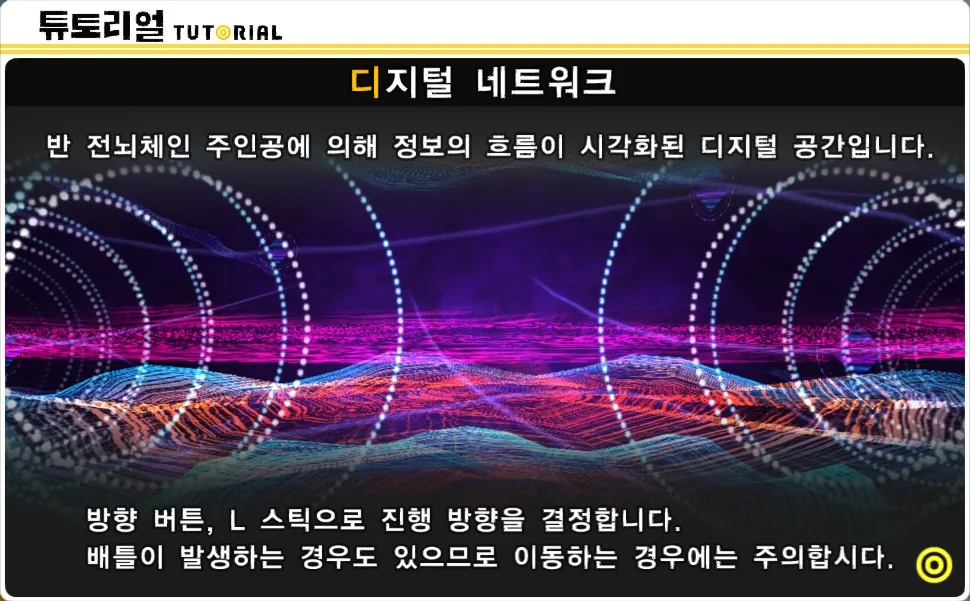 튜토리얼 TUTORIAL
디지털 네트워크
반 전뇌체인 주인공에 의해 정보의 흐름이 시각화된 디지털 공간입니다.
방향 버튼, L 스틱으로 진행 방향을 결정합니다.
배틀이 발생하는 경우도 있으므로 이동하는 경우에는 주의합시다.